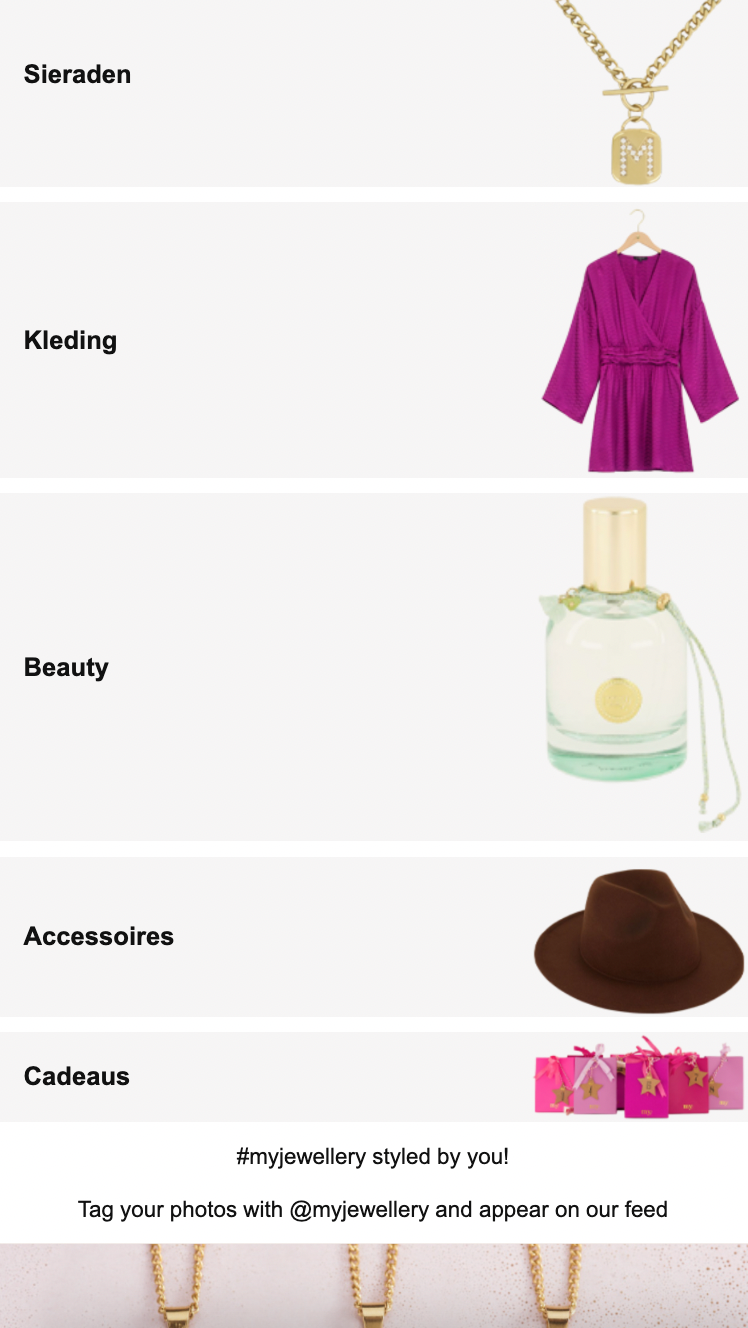 Sieraden
M
Kleding
Beauty
Accessoires
Cadeaus
#myjewellery styled by you!
Tag your photos with @myjewellery and appear on our feed